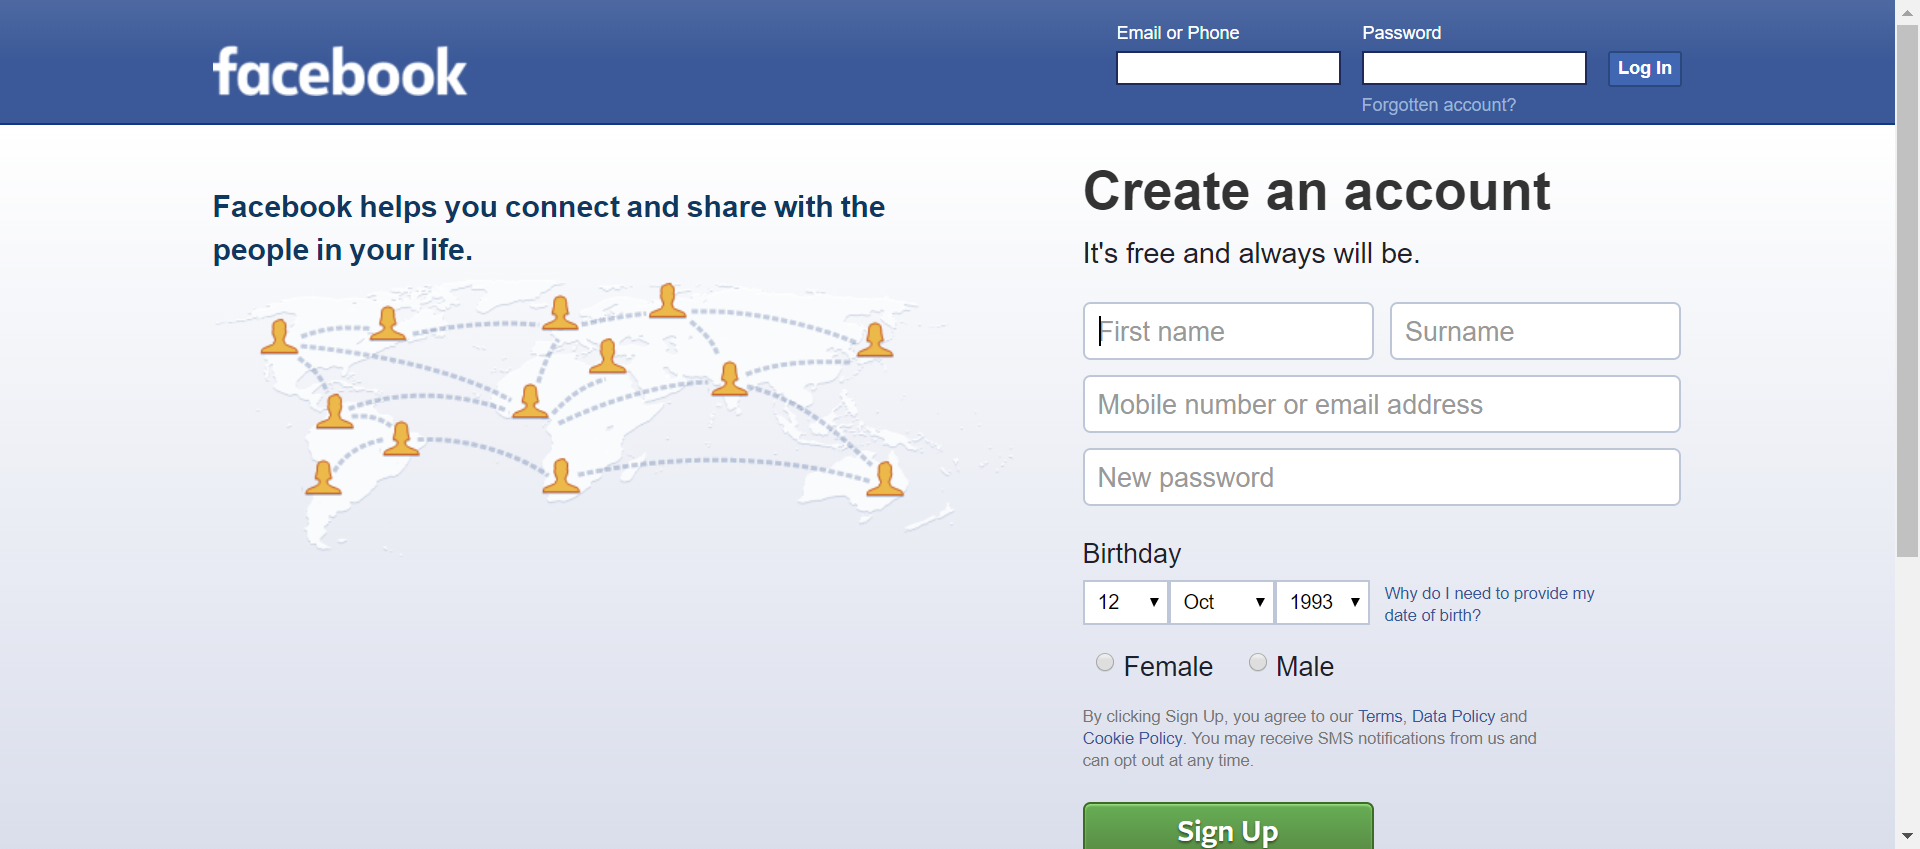 facebook
Email or Phone
Password
Log In
Forgotten account?
Facebook helps you connect and share with the
people in your life.
Create an account
It's free and always will be.
First name
Surname
Mobile number or email address
New password
Birthday
12
Oct
1993
Why do I need to provide my
date of birth?
Female
Male
By clicking Sign Up, you agree to our Terms, Data Policy and
Cookie Policy. You may receive SMS notifications from us and
can opt out at any time.
Sign Up